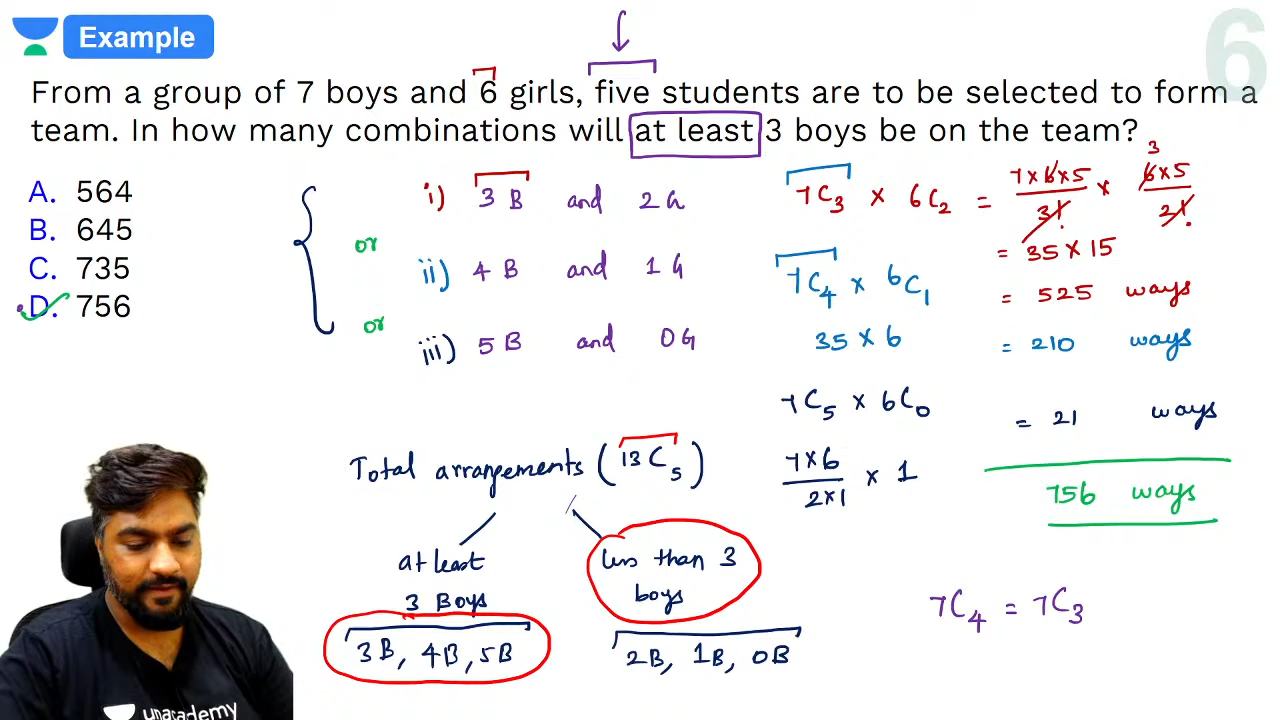 Example
6
From a group of 7 boys and 6 girls, five students are to be selected to form a
team. In how many combinations will at least 3 boys be on the team?
A. 564
B. 645
C. 735
D. 756
i) 3 B and 2 G
or
ii) 4 B and 1 G
or
iii) 5 B and 0 G
7C3 × 6C2 = 7×6×5/3! × 6×5/2!
3
= 35 × 15
= 525 ways
7C4 × 6C1
35 × 6 = 210 ways
7C5 × 6C0 = 21 ways
7×6/2×1 × 1
756 ways
Total arrangements (13C5)
at least
3 Boys
3B, 4B, 5B
less than 3
boys
2B, 1B, 0B
7C4 = 7C3
unacademy